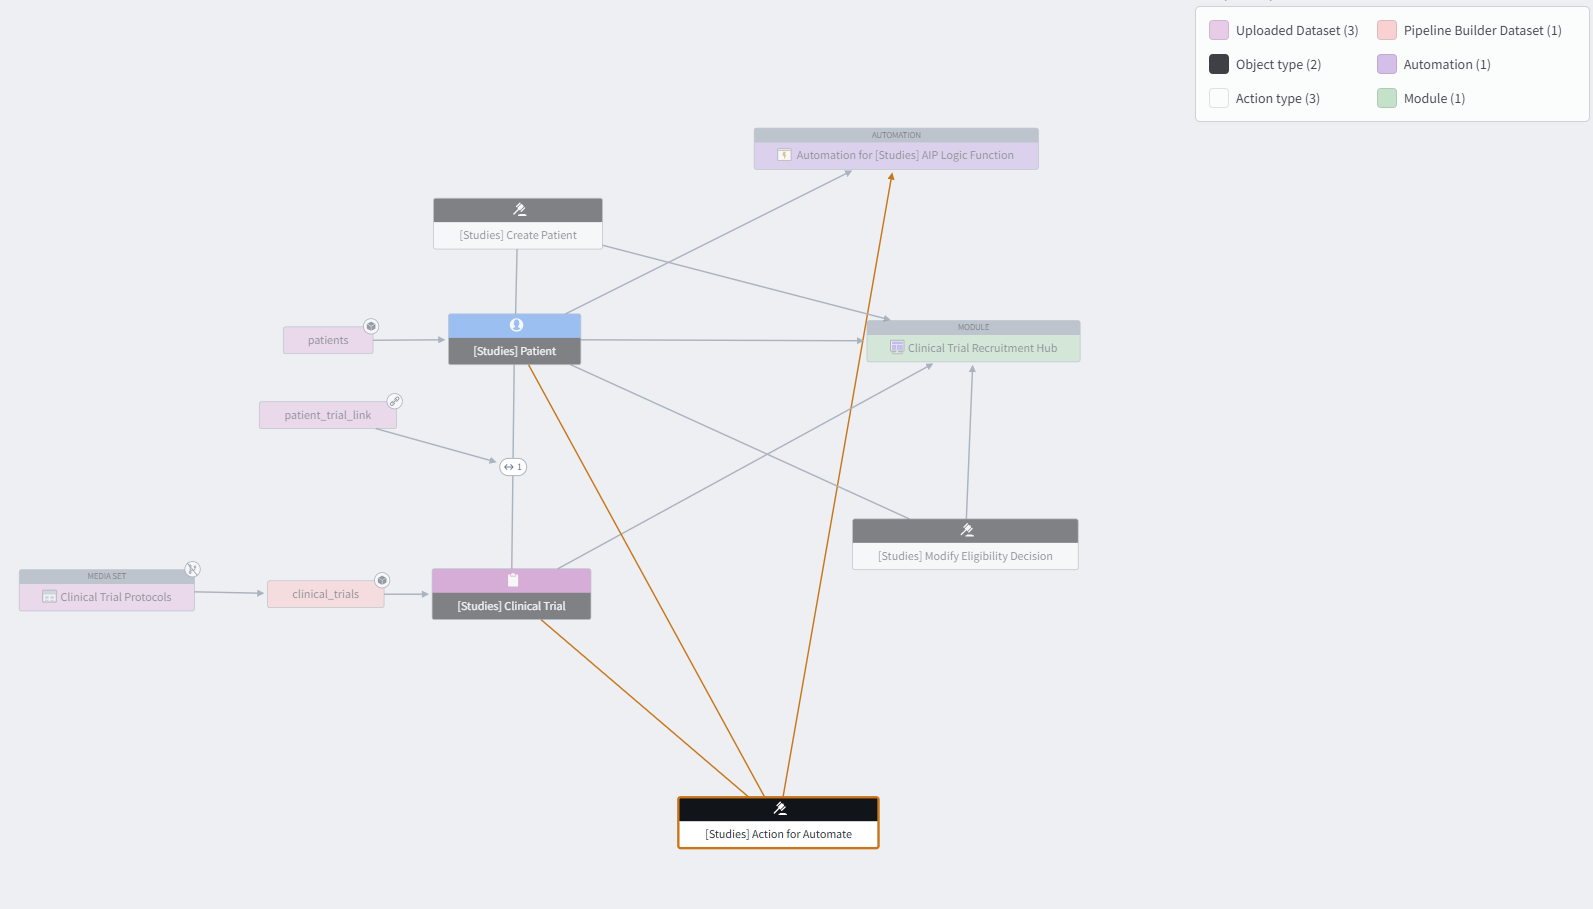 Uploaded Dataset (3)
Pipeline Builder Dataset (1)
Object type (2)
Automation (1)
Action type (3)
Module (1)
AUTOMATION
Automation for [Studies] AIP Logic Function
[Studies] Create Patient
MODULE
Clinical Trial Recruitment Hub
patients
[Studies] Patient
patient_trial_link
1
[Studies] Modify Eligibility Decision
MEDIA SET
Clinical Trial Protocols
clinical_trials
[Studies] Clinical Trial
[Studies] Action for Automate